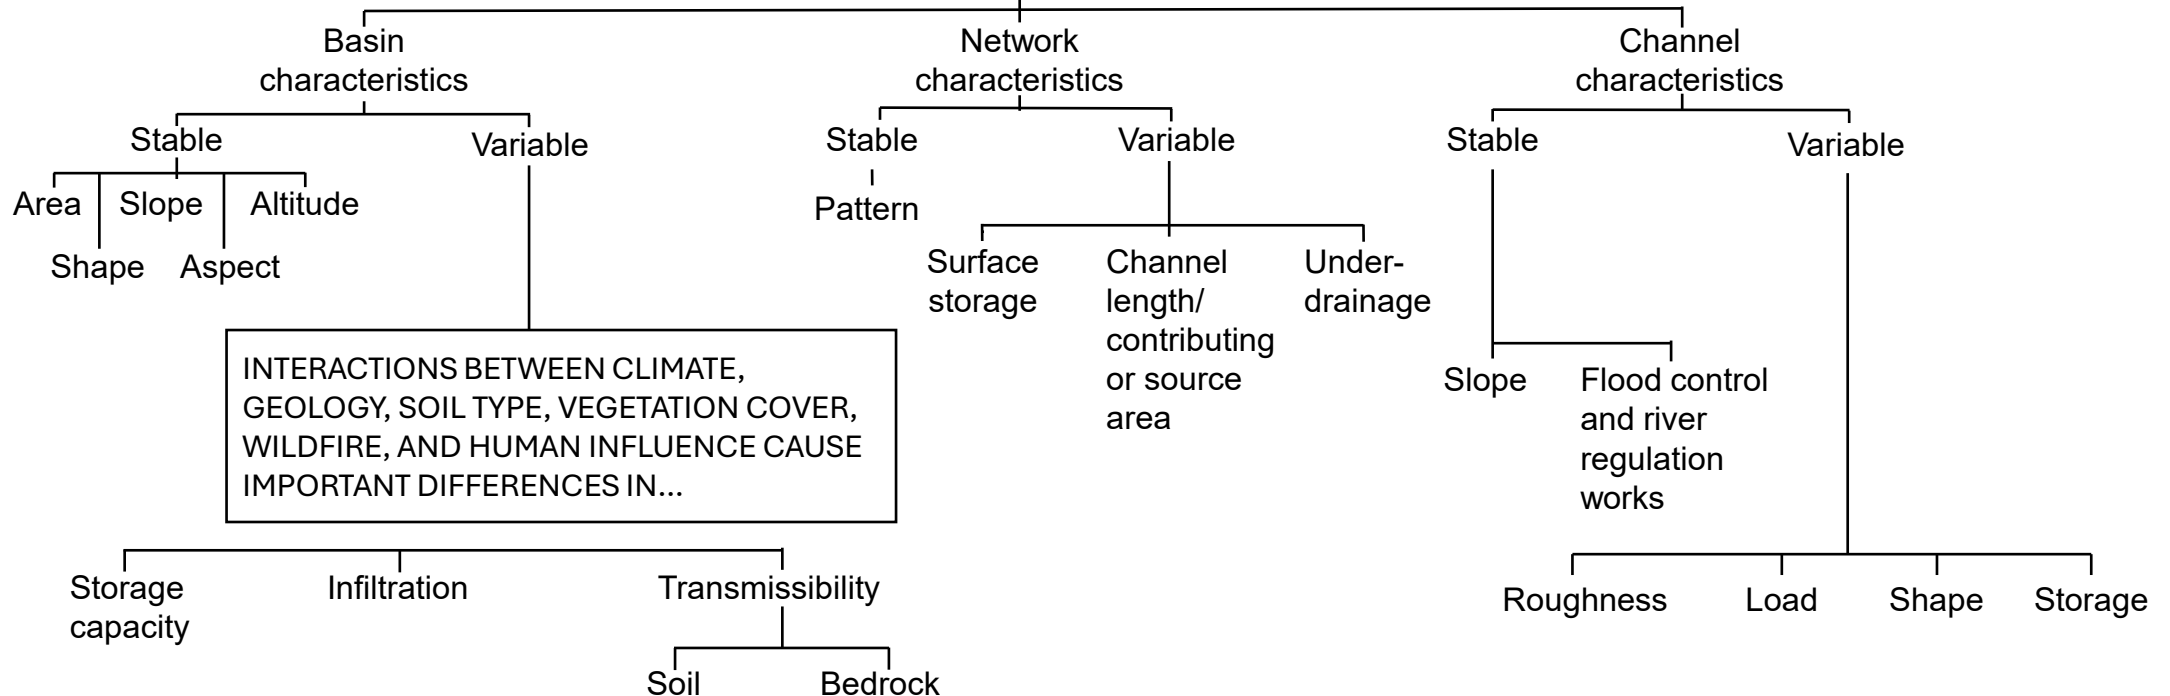 Basin
characteristics
Network
characteristics
Channel
characteristics
Stable
Variable
Stable
Variable
Stable
Variable
Area
Slope
Altitude
Shape
Aspect
Pattern
Surface
storage
Channel
length/
contributing
or source
area
Under-
drainage
INTERACTIONS BETWEEN CLIMATE,
GEOLOGY, SOIL TYPE, VEGETATION COVER,
WILDFIRE, AND HUMAN INFLUENCE CAUSE
IMPORTANT DIFFERENCES IN...
Slope
Flood control
and river
regulation
works
Storage
capacity
Infiltration
Transmissibility
Soil
Bedrock
Roughness
Load
Shape
Storage